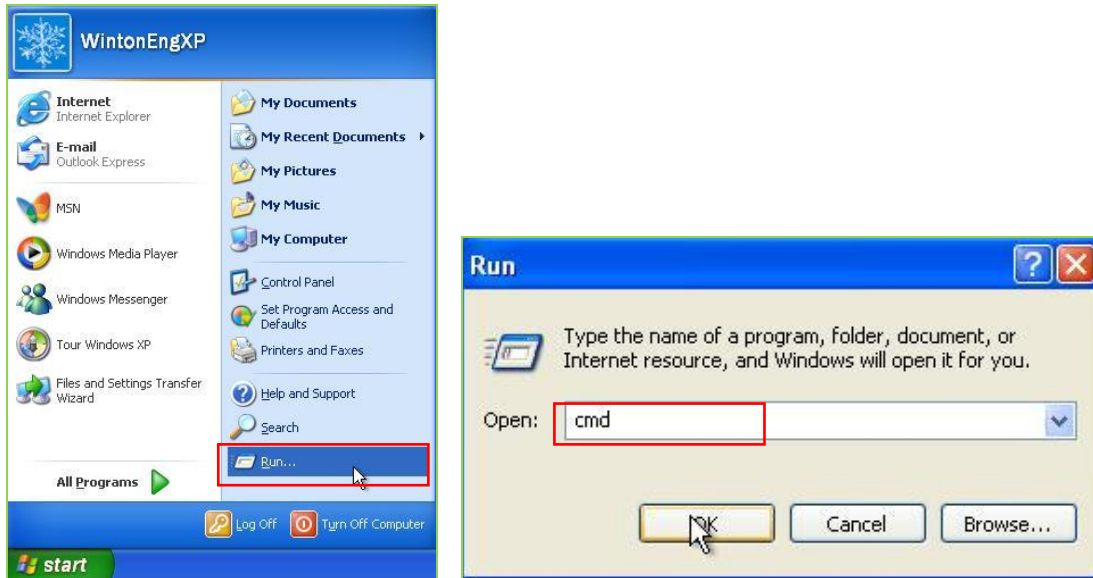 WintonEngXP
Internet
Internet Explorer
E-mail
Outlook Express
MSN
Windows Media Player
Windows Messenger
Tour Windows XP
Files and Settings Transfer
Wizard
All Programs
My Documents
My Recent Documents
My Pictures
My Music
My Computer
Control Panel
Set Program Access and
Defaults
Printers and Faxes
Help and Support
Search
Run...
Log Off
Turn Off Computer
start
Run
Type the name of a program, folder, document, or
Internet resource, and Windows will open it for you.
Open: cmd
OK Cancel Browse...